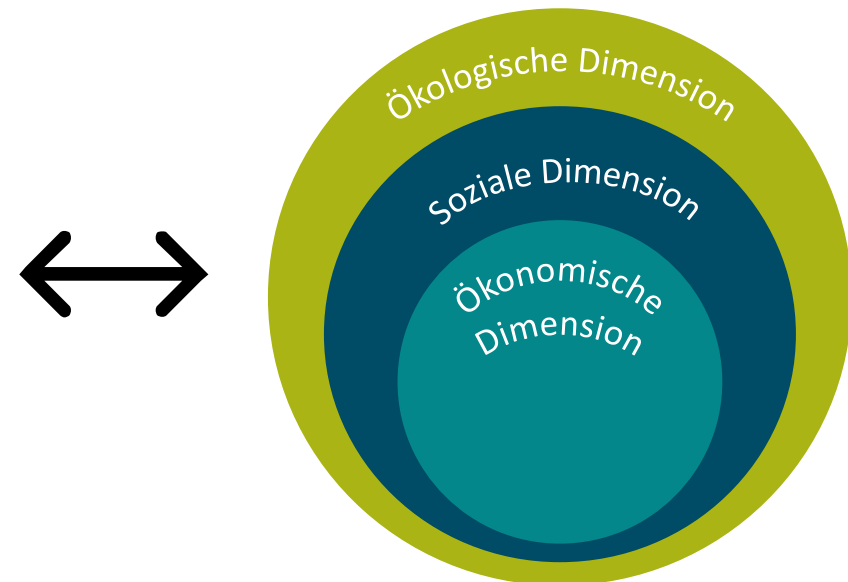 Ökologische Dimension
Soziale Dimension
Ökonomische
Dimension